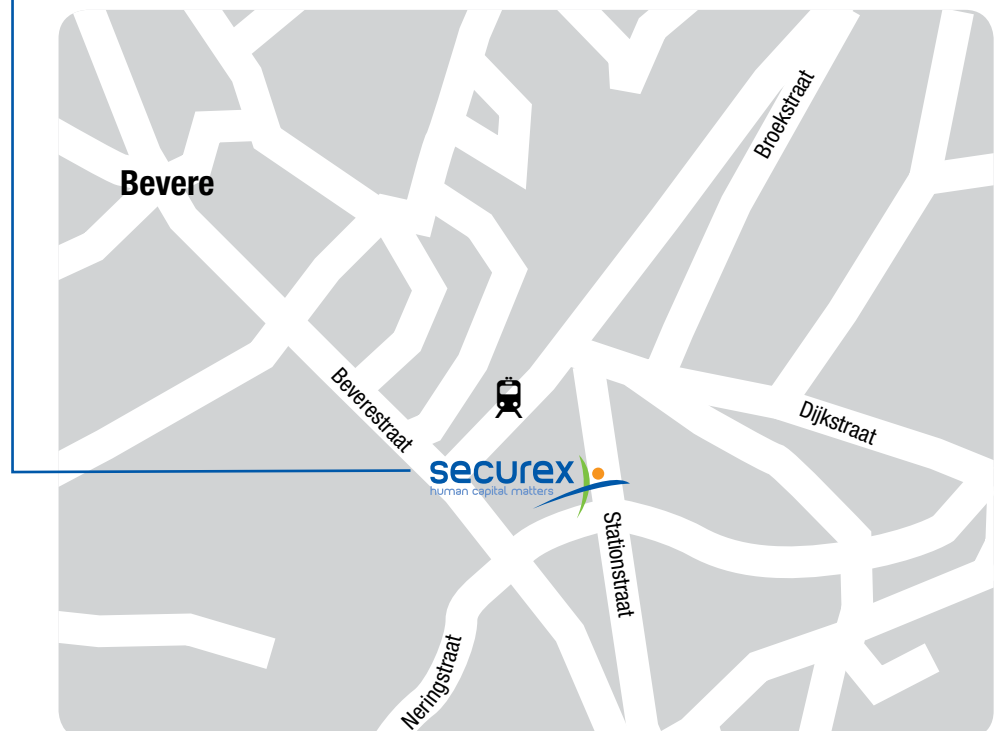 Broekstraat
Bevere
Beverestraat
Dijkstraat
securex
human capital matters
Stationstraat
Neringstraat